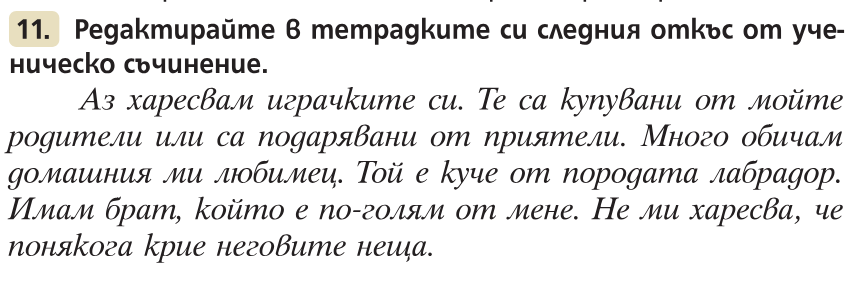 11. Редактирайте в тетрадките си следния откъс от уче-
ническо съчинение.
Аз харесвам играчките си. Те са купувани от мойте
родители или са подарявани от приятели. Много обичам
домашния ми любимец. Той е куче от породата лабрадор.
Имам брат, който е по-голям от мене. Не ми харесва, че
понякога крие неговите неща.